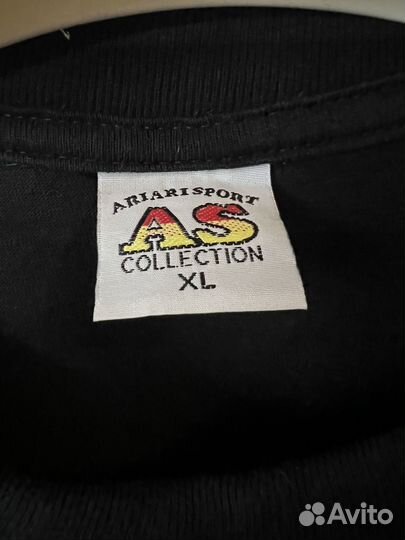 ARIARI SPORT
AS
COLLECTION
XL
Avito